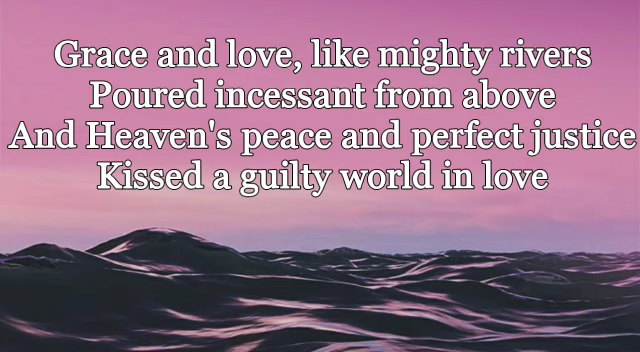 Grace and love, like mighty rivers
Poured incessant from above
And Heaven's peace and perfect justice
Kissed a guilty world in love